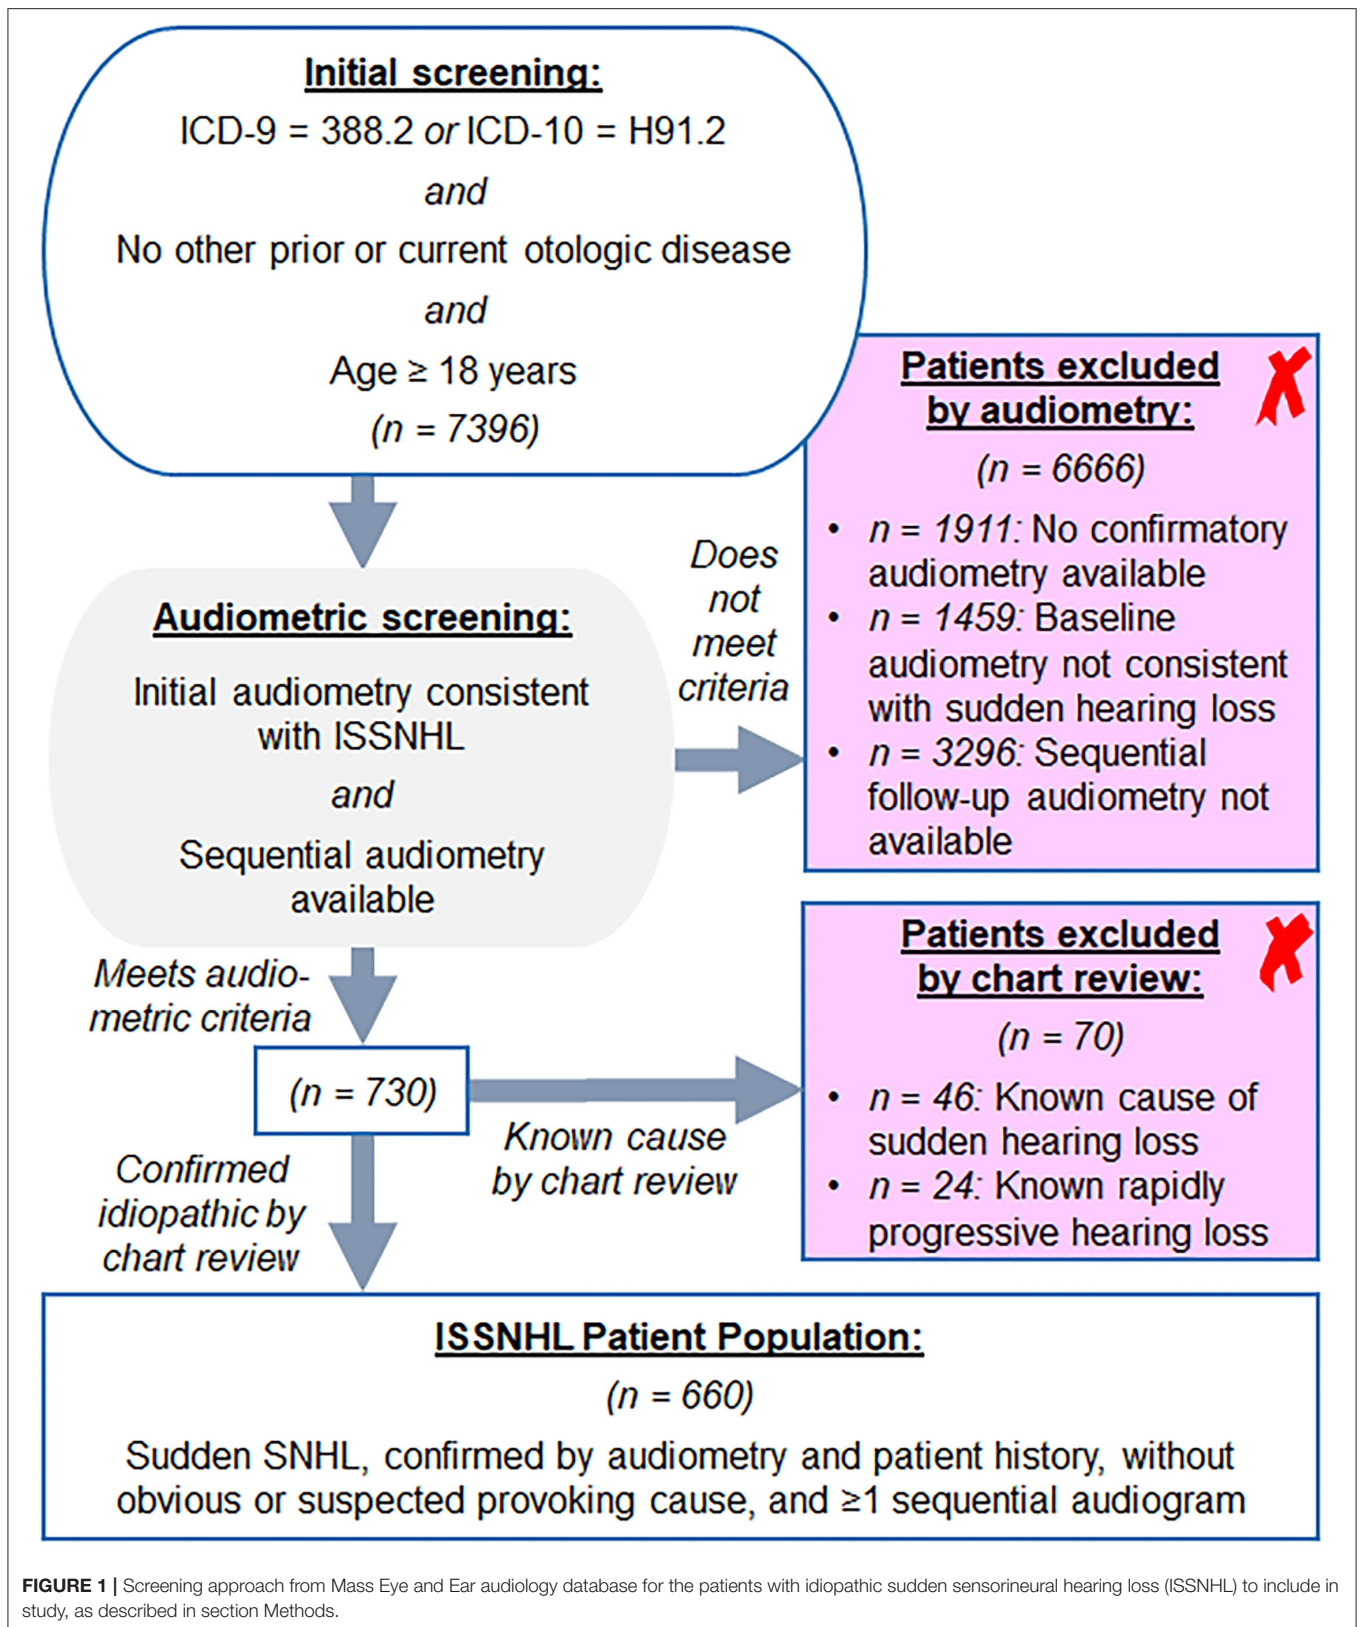 Initial screening:
ICD-9 = 388.2 or ICD-10 = H91.2
and
No other prior or current otologic disease
and
Age ≥ 18 years
(n = 7396)
Patients excluded
by audiometry:
(n = 6666)
• n = 1911: No confirmatory
audiometry available
• n = 1459: Baseline
audiometry not consistent
with sudden hearing loss
• n = 3296: Sequential
follow-up audiometry not
available
Does
not
meet
criteria
Audiometric screening:
Initial audiometry consistent
with ISSNHL
and
Sequential audiometry
available
Meets audio-
metric criteria
(n = 730)
Known cause
by chart review
Patients excluded
by chart review:
(n = 70)
• n = 46: Known cause of
sudden hearing loss
• n = 24: Known rapidly
progressive hearing loss
Confirmed
idiopathic by
chart review
ISSNHL Patient Population:
(n = 660)
Sudden SNHL, confirmed by audiometry and patient history, without
obvious or suspected provoking cause, and ≥1 sequential audiogram
FIGURE 1 | Screening approach from Mass Eye and Ear audiology database for the patients with idiopathic sudden sensorineural hearing loss (ISSNHL) to include in
study, as described in section Methods.